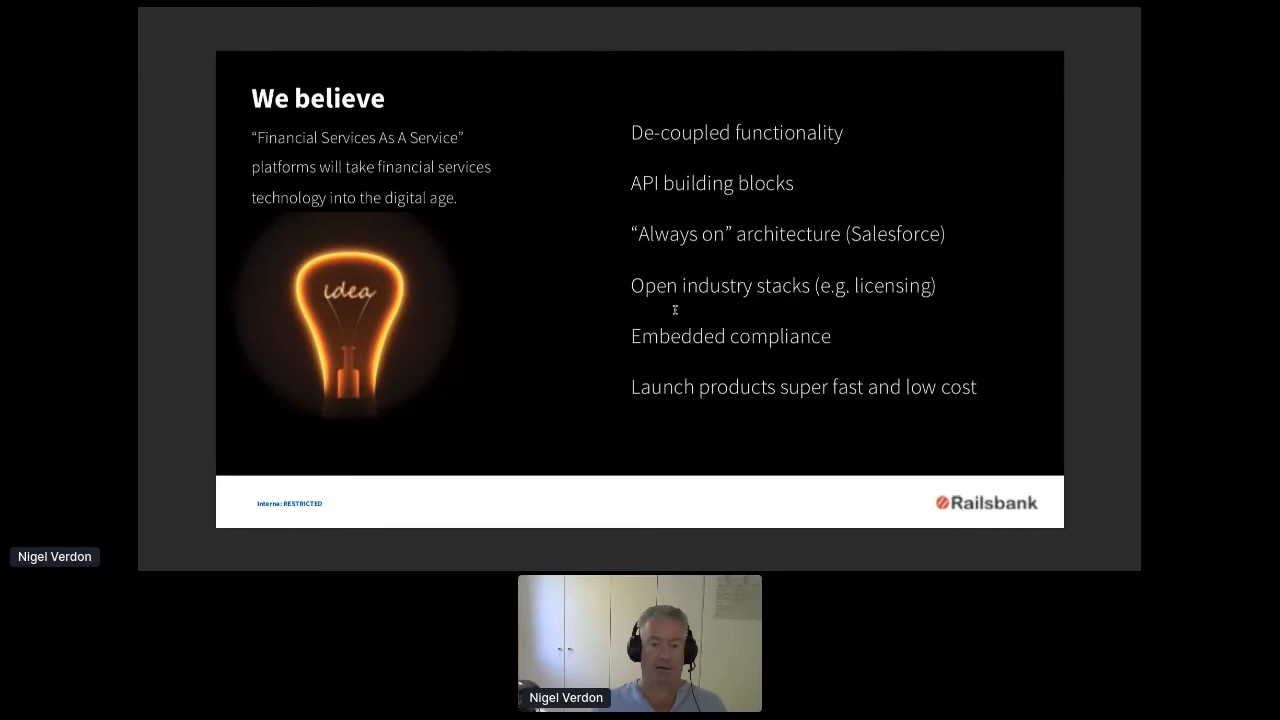 We believe
“Financial Services As A Service”
platforms will take financial services
technology into the digital age.
idea
De-coupled functionality
API building blocks
“Always on” architecture (Salesforce)
Open industry stacks (e.g. licensing)
Embedded compliance
Launch products super fast and low cost
Interna: RESTRICTED
Railsbank
Nigel Verdon
Nigel Verdon